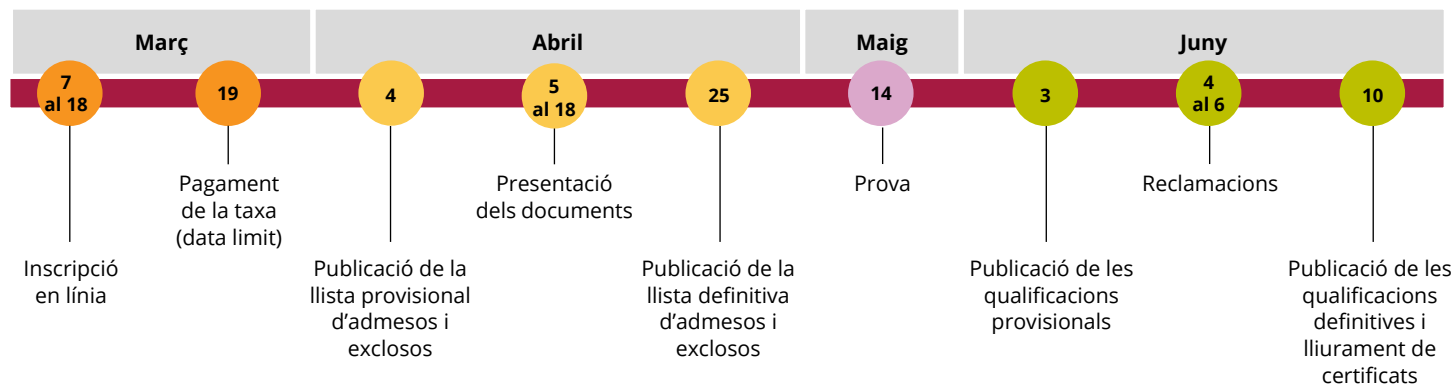 Març
Abril
Maig
Juny
7
al 18
19
4
5
al 18
25
14
3
4
al 6
10
Inscripció
en línia
Pagament
de la taxa
(data limit)
Publicació de la
llista provisional
d'admesos i
exclosos
Presentació
dels documents
Publicació de la
llista definitiva
d'admesos i
exclosos
Prova
Publicació de les
qualificacions
provisionals
Reclamacions
Publicació de les
qualificacions
definitives i
lliurament de
certificats